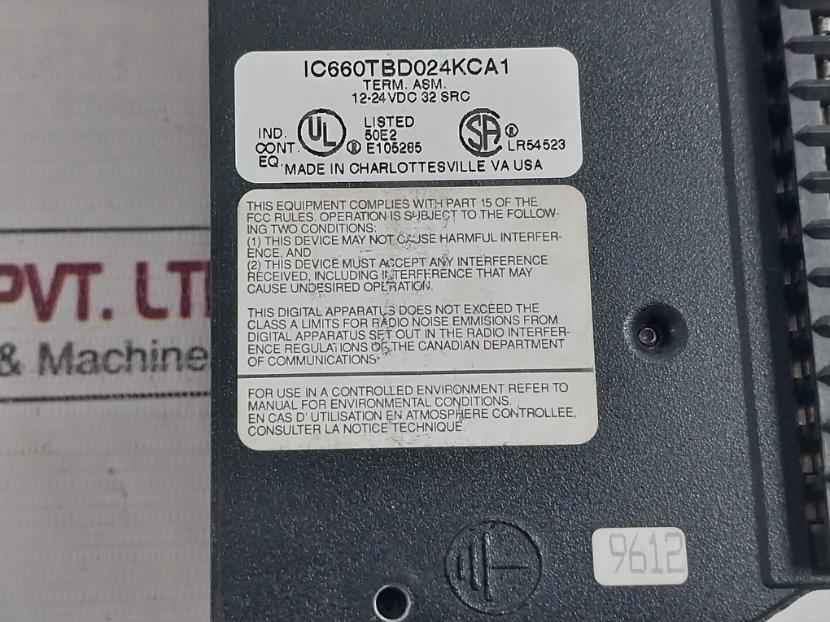 IC660TBD024KCA1
TERM. ASM.
12-24VDC 32 SRC
IND.
CONT.
EQ.
UL
®
LISTED
50E2
E105265
SA
®
LR54523
MADE IN CHARLOTTESVILLE VA USA
THIS EQUIPMENT COMPLIES WITH PART 15 OF THE
FCC RULES. OPERATION IS SUBJECT TO THE FOLLOW-
ING TWO CONDITIONS:
(1) THIS DEVICE MAY NOT CAUSE HARMFUL INTERFER-
ENCE, AND
(2) THIS DEVICE MUST ACCEPT ANY INTERFERENCE
RECEIVED, INCLUDING INTERFERENCE THAT MAY
CAUSE UNDESIRED OPERATION.
THIS DIGITAL APPARATUS DOES NOT EXCEED THE
CLASS A LIMITS FOR RADIO NOISE EMMISIONS FROM
DIGITAL APPARATUS SET OUT IN THE RADIO INTERFER-
ENCE REGULATIONS OF THE CANADIAN DEPARTMENT
OF COMMUNICATIONS.
FOR USE IN A CONTROLLED ENVIRONMENT REFER TO
MANUAL FOR ENVIRONMENTAL CONDITIONS.
EN CAS D' UTILISATION EN ATMOSPHERE CONTROLLEE,
CONSULTER LA NOTICE TECHNIQUE.
9612
PVT. LT
& Machine